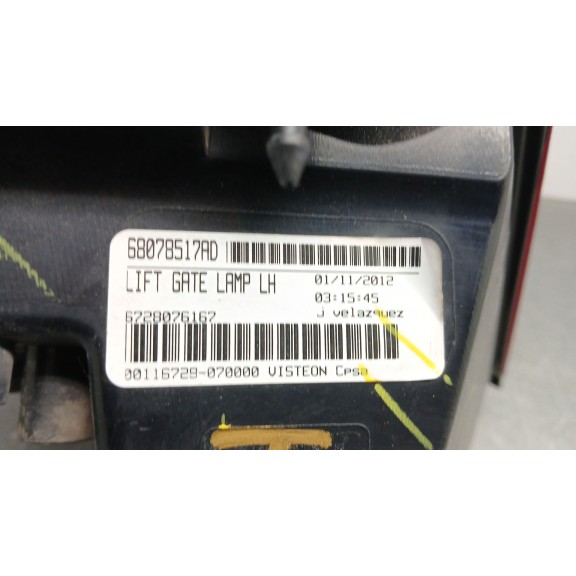 68078517AD
LIFT GATE LAMP LH 01/11/2012
03:15:45
6728076167 j velazquez
00116729-070000 VISTEON Cpsa